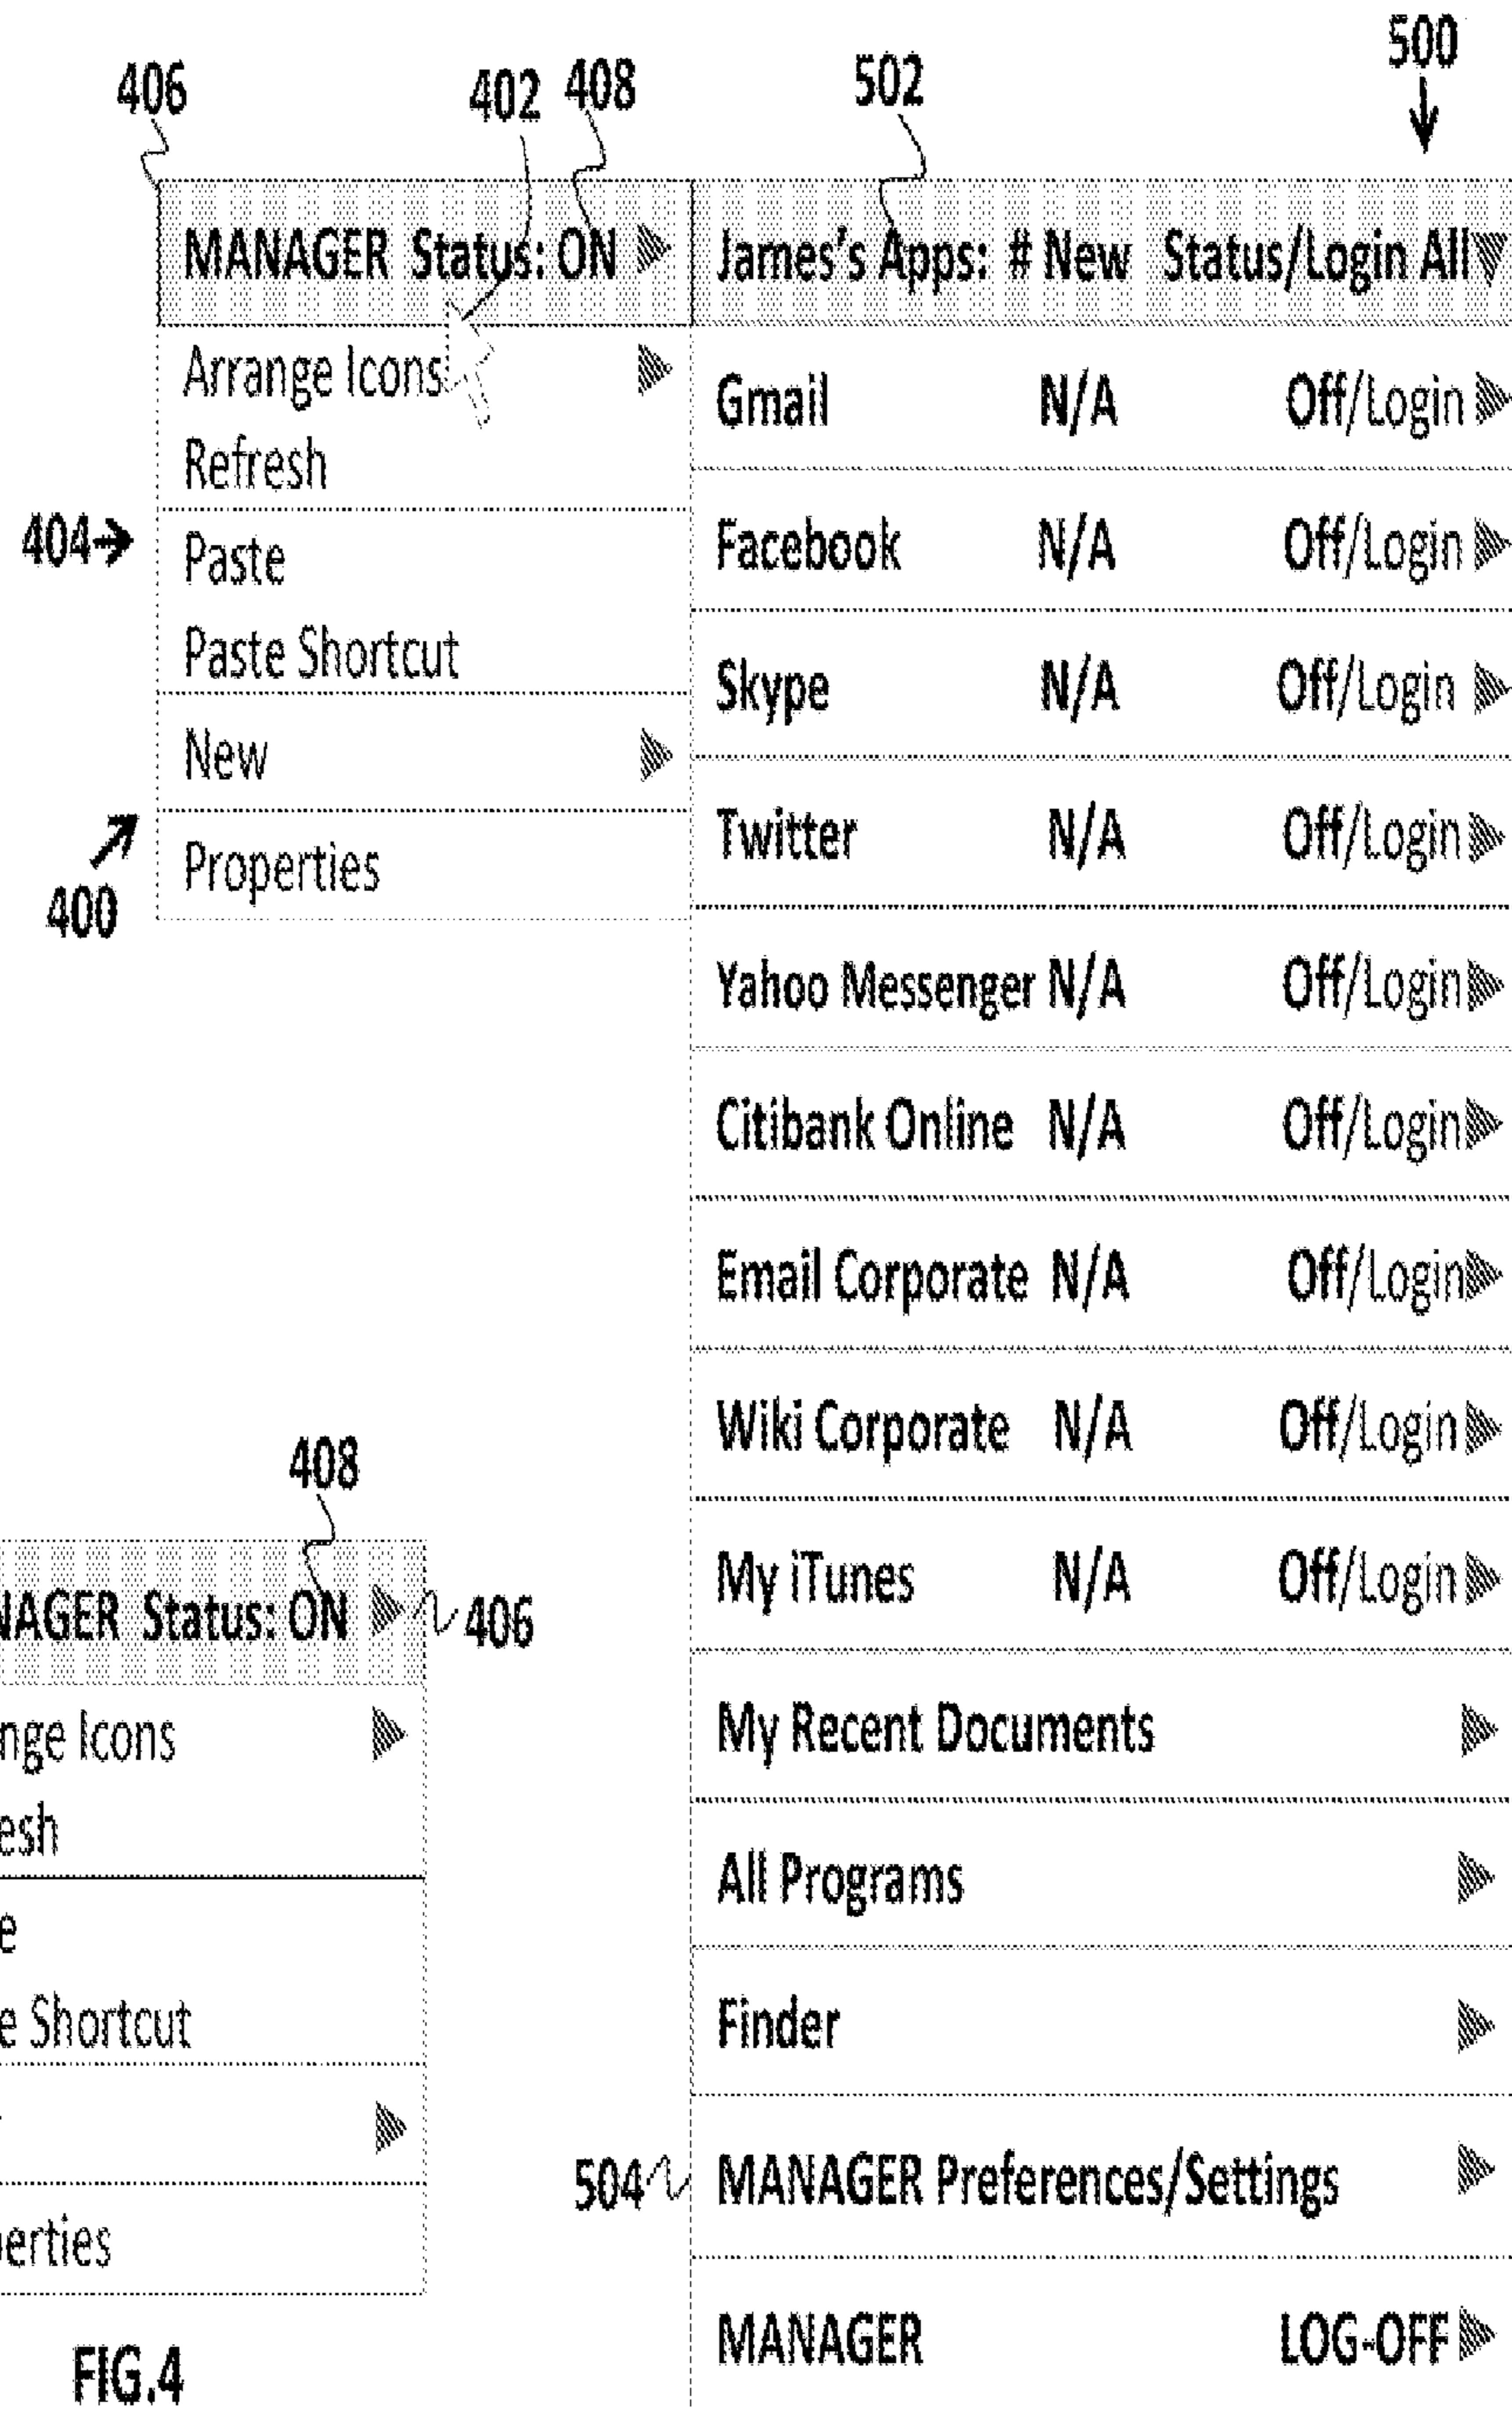 500
406 402 408 502
MANAGER Status: ON James's Apps: # New Status/Login All
Arrange Icons
Refresh
404
Paste
Paste Shortcut
New
400
Properties
Gmail N/A Off/Login
Facebook N/A Off/Login
Skype N/A Off/Login
Twitter N/A Off/Login
Yahoo Messenger N/A Off/Login
Citibank Online N/A Off/Login
Email Corporate N/A Off/Login
Wiki Corporate N/A Off/Login
My iTunes N/A Off/Login
My Recent Documents
All Programs
Finder
504 MANAGER Preferences/Settings
MANAGER LOG-OFF
408
NAGER Status: ON 406
nge Icons
esh
e
e Shortcut
erties
FIG.4